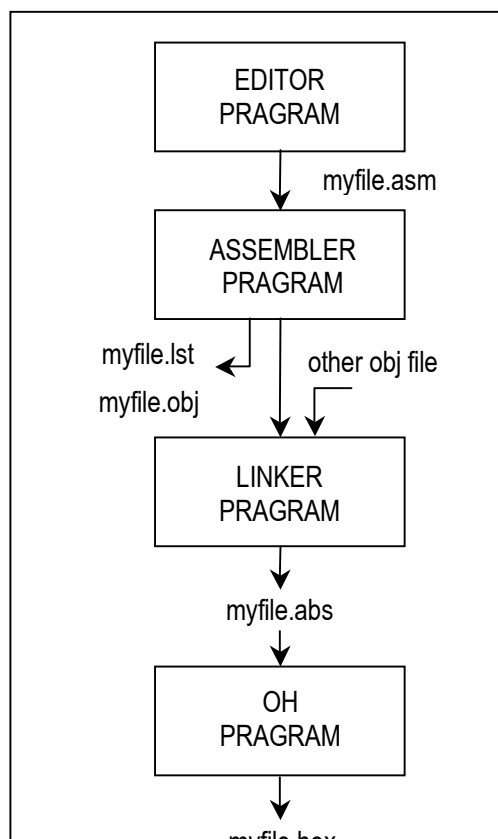 EDITOR
PRAGRAM
myfile.asm
ASSEMBLER
PRAGRAM
myfile.lst
other obj file
myfile.obj
LINKER
PRAGRAM
myfile.abs
OH
PRAGRAM